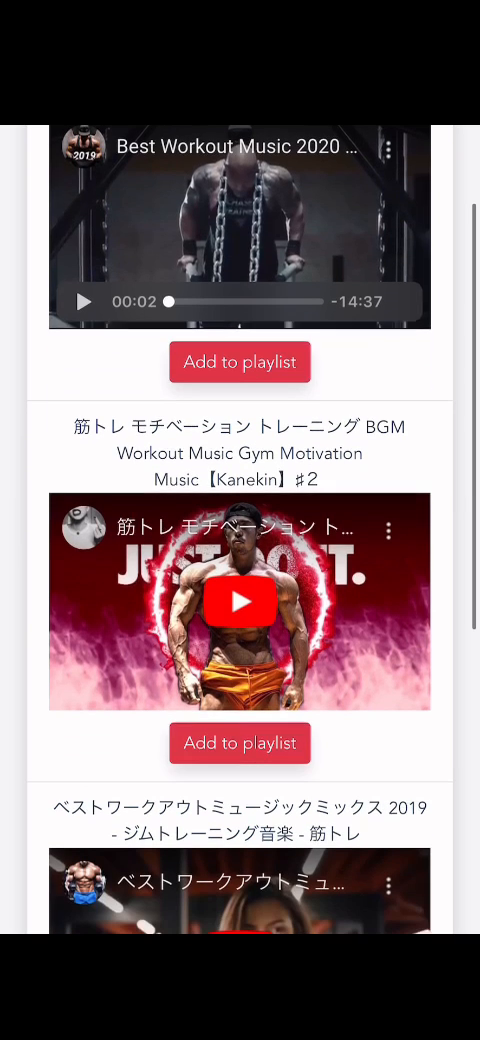 2019
Best Workout Music 2020 ...
00:02
-14:37
Add to playlist
筋トレ モチベーション トレーニング BGM
Workout Music Gym Motivation
Music【Kanekin】♯2
筋トレ モチベーション ト...
Add to playlist
ベストワークアウトミュージックミックス 2019
- ジムトレーニング音楽 - 筋トレ
ベストワークアウトミュ...